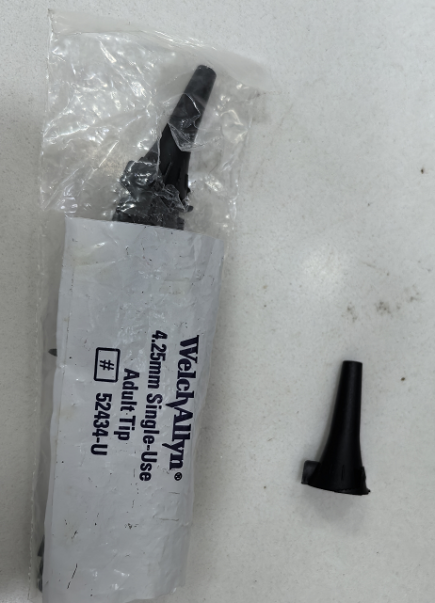 WelchAllyn®
4.25mm Single-Use
Adult Tip
# 52434-U